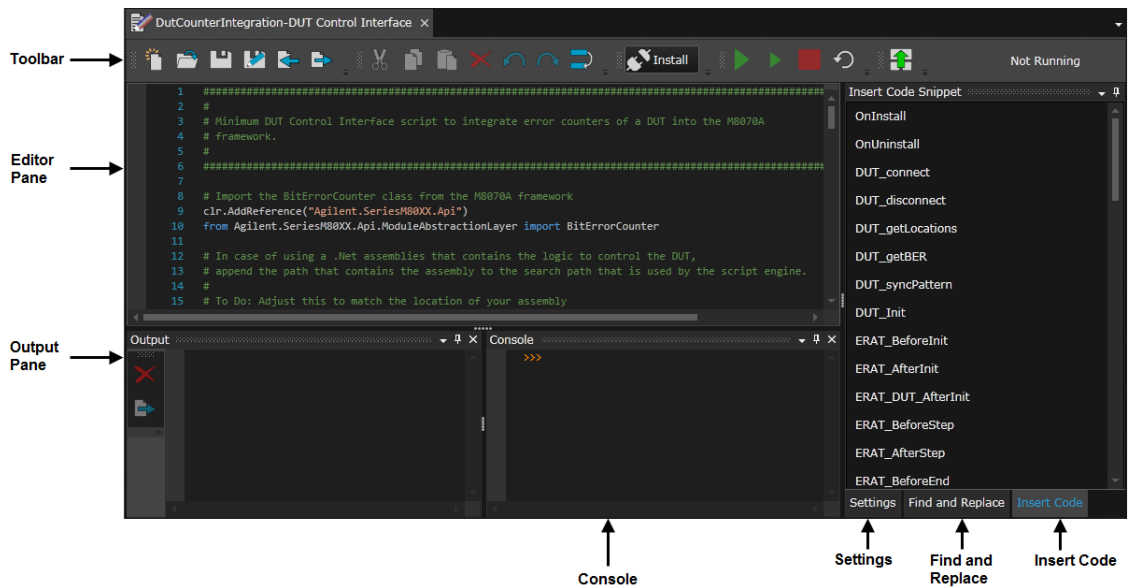 DutCounterIntegration-DUT Control Interface
Toolbar
Install
Not Running
Editor
Pane
1 ####################################################################################################
2 #
3 # Minimum DUT Control Interface script to integrate error counters of a DUT into the M8070A
4 # framework.
5 #
6 ####################################################################################################
7
8 # Import the BitErrorCounter class from the M8070A framework
9 clr.AddReference("Agilent.SeriesM80XX.Api")
10 from Agilent.SeriesM80XX.Api.ModuleAbstractionLayer import BitErrorCounter
11
12 # In case of using a .Net assemblies that contains the logic to control the DUT,
13 # append the path that contains the assembly to the search path that is used by the script engine.
14 #
15 # To Do: Adjust this to match the location of your assembly
Insert Code Snippet
OnInstall
OnUninstall
DUT_connect
DUT_disconnect
DUT_getLocations
DUT_getBER
DUT_syncPattern
DUT_Init
ERAT_BeforeInit
ERAT_AfterInit
ERAT_DUT_AfterInit
ERAT_BeforeStep
ERAT_AfterStep
ERAT_BeforeEnd
Output
Pane
Output
Console
>>>
Settings Find and Replace Insert Code
Console
Settings
Find and
Replace
Insert Code